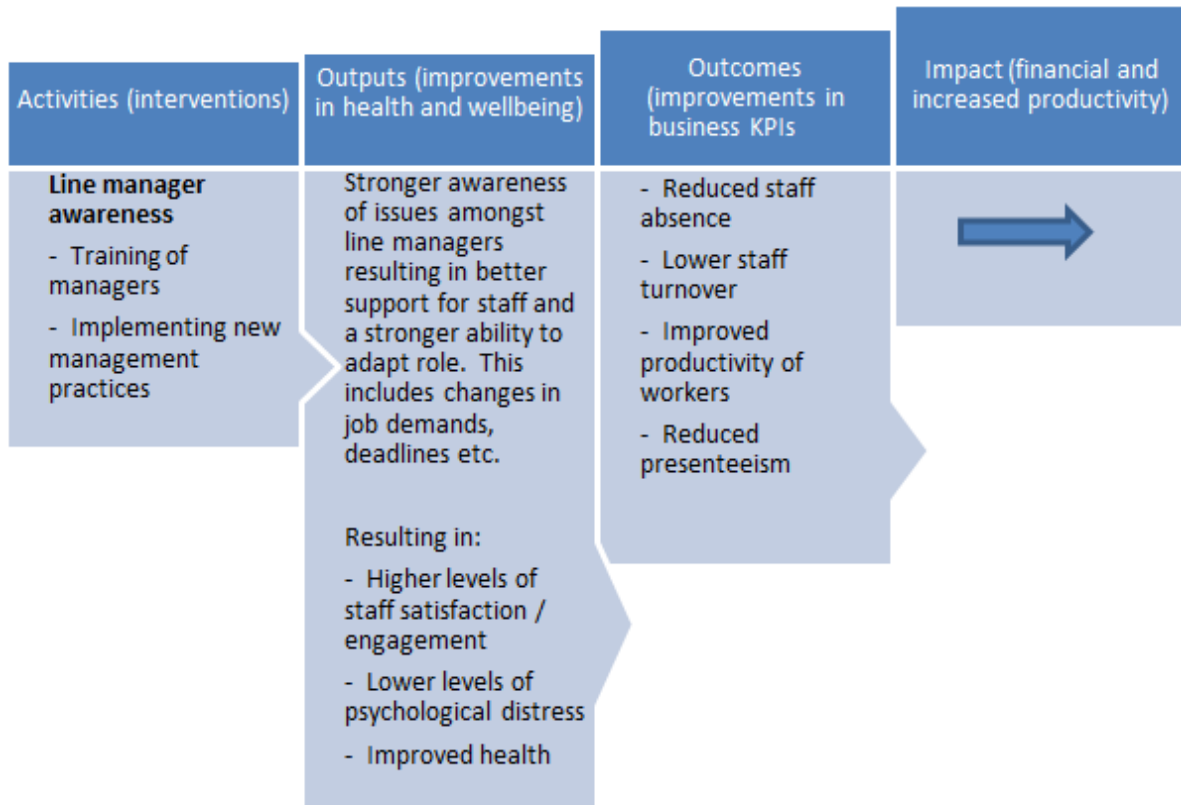 Activities (interventions)
Outputs (improvements
in health and wellbeing)
Outcomes
(improvements in
business KPIs
Impact (financial and
increased productivity)
Line manager
awareness
- Training of
managers
- Implementing new
management
practices
Stronger awareness
of issues amongst
line managers
resulting in better
support for staff and
a stronger ability to
adapt role. This
includes changes in
job demands,
deadlines etc.
Resulting in:
- Higher levels of
staff satisfaction /
engagement
- Lower levels of
psychological distress
- Improved health
- Reduced staff
absence
- Lower staff
turnover
- Improved
productivity of
workers
- Reduced
presenteeism